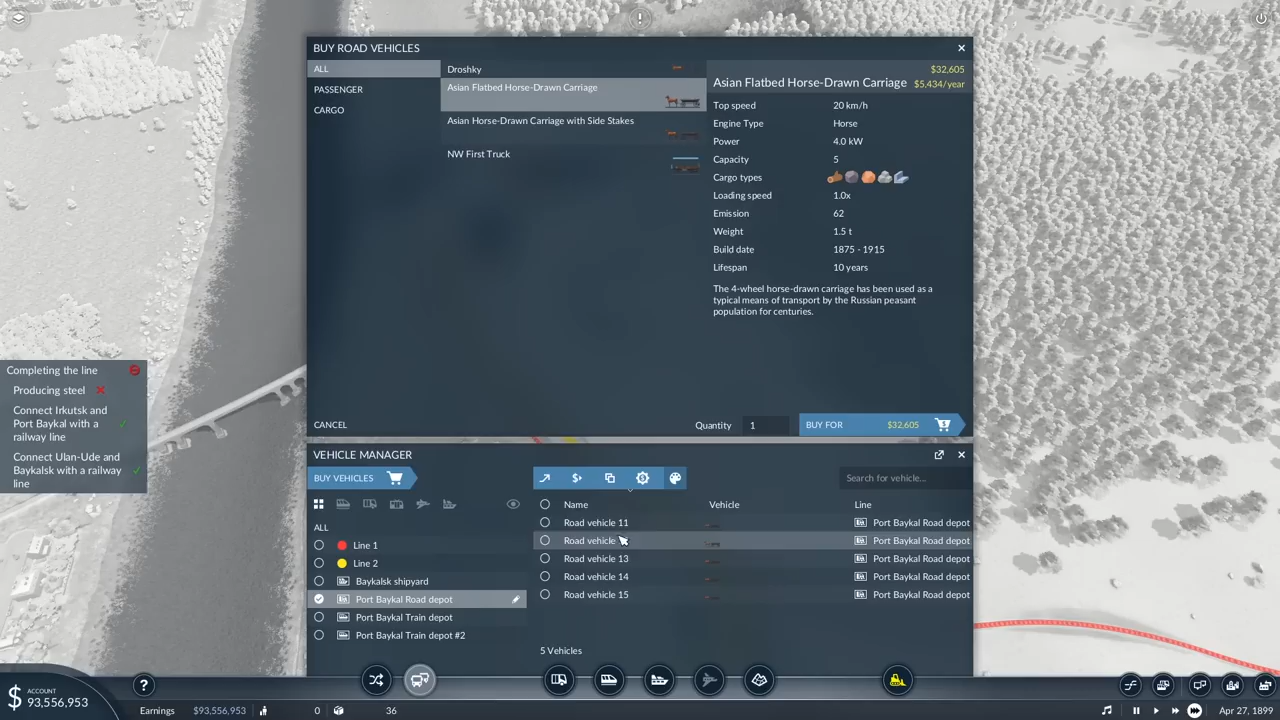 BUY ROAD VEHICLES
ALL
PASSENGER
CARGO
Droshky
Asian Flatbed Horse-Drawn Carriage
Asian Horse-Drawn Carriage with Side Stakes
NW First Truck
$32,605
Asian Flatbed Horse-Drawn Carriage $5,434/year
Top speed 20 km/h
Engine Type Horse
Power 4.0 kW
Capacity 5
Cargo types
Loading speed 1.0x
Emission 62
Weight 1.5 t
Build date 1875 - 1915
Lifespan 10 years
The 4-wheel horse-drawn carriage has been used as a
typical means of transport by the Russian peasant
population for centuries.
CANCEL
Quantity 1
BUY FOR $32,605
Completing the line
Producing steel
Connect Irkutsk and
Port Baykal with a
railway line
Connect Ulan-Ude and
Baykalsk with a railway
line
VEHICLE MANAGER
BUY VEHICLES
Search for vehicle...
ALL
Line 1
Line 2
Baykalsk shipyard
Port Baykal Road depot
Port Baykal Train depot
Port Baykal Train depot #2
Name Vehicle Line
Road vehicle 11 Port Baykal Road depot
Road vehicle Port Baykal Road depot
Road vehicle 13 Port Baykal Road depot
Road vehicle 14 Port Baykal Road depot
Road vehicle 15 Port Baykal Road depot
5 Vehicles
$ ACCOUNT
93,556,953
?
Earnings $93,556,953 0 36
Apr 27, 1899